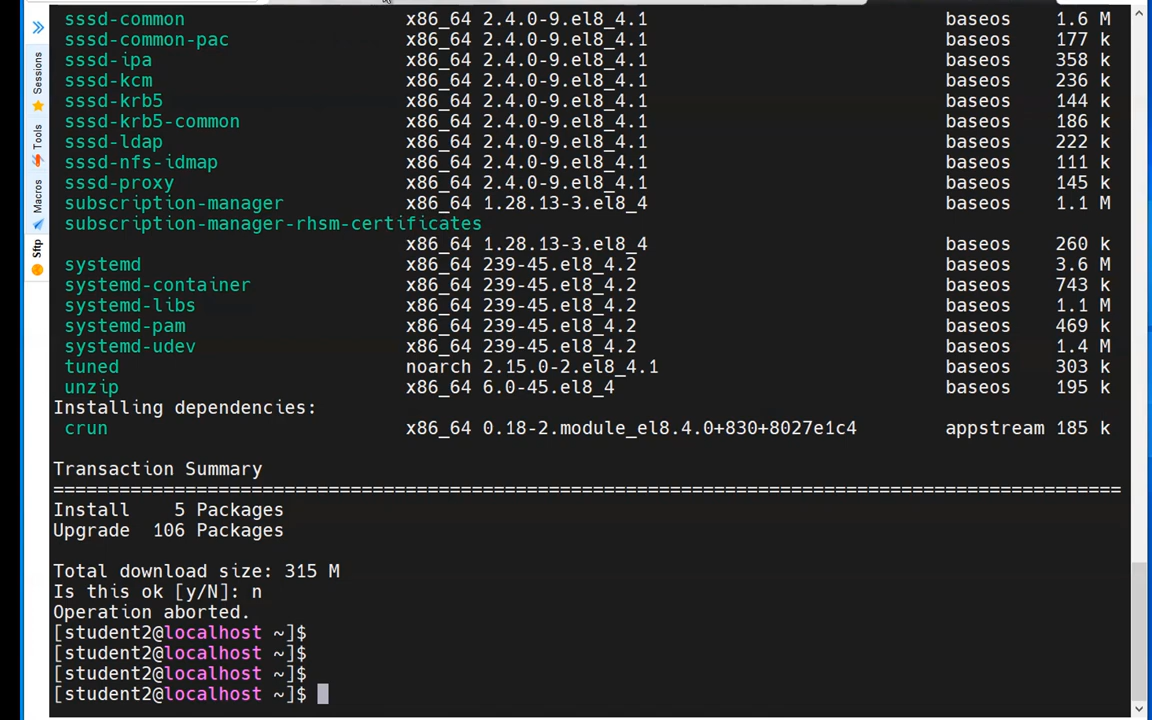 sssd-common x86_64 2.4.0-9.el8_4.1 baseos 1.6 M
sssd-common-pac x86_64 2.4.0-9.el8_4.1 baseos 177 k
sssd-ipa x86_64 2.4.0-9.el8_4.1 baseos 358 k
sssd-kcm x86_64 2.4.0-9.el8_4.1 baseos 236 k
sssd-krb5 x86_64 2.4.0-9.el8_4.1 baseos 144 k
sssd-krb5-common x86_64 2.4.0-9.el8_4.1 baseos 186 k
sssd-ldap x86_64 2.4.0-9.el8_4.1 baseos 222 k
sssd-nfs-idmap x86_64 2.4.0-9.el8_4.1 baseos 111 k
sssd-proxy x86_64 2.4.0-9.el8_4.1 baseos 145 k
subscription-manager x86_64 1.28.13-3.el8_4 baseos 1.1 M
subscription-manager-rhsm-certificates
x86_64 1.28.13-3.el8_4 baseos 260 k
systemd x86_64 239-45.el8_4.2 baseos 3.6 M
systemd-container x86_64 239-45.el8_4.2 baseos 743 k
systemd-libs x86_64 239-45.el8_4.2 baseos 1.1 M
systemd-pam x86_64 239-45.el8_4.2 baseos 469 k
systemd-udev x86_64 239-45.el8_4.2 baseos 1.4 M
tuned noarch 2.15.0-2.el8_4.1 baseos 303 k
unzip x86_64 6.0-45.el8_4 baseos 195 k
Installing dependencies:
crun x86_64 0.18-2.module_el8.4.0+830+8027e1c4 appstream 185 k
Transaction Summary
================================================================================================
Install 5 Packages
Upgrade 106 Packages
Total download size: 315 M
Is this ok [y/N]: n
Operation aborted.
[student2@localhost ~]$
[student2@localhost ~]$
[student2@localhost ~]$
[student2@localhost ~]$
Sessions
Tools
Macros
Sftp